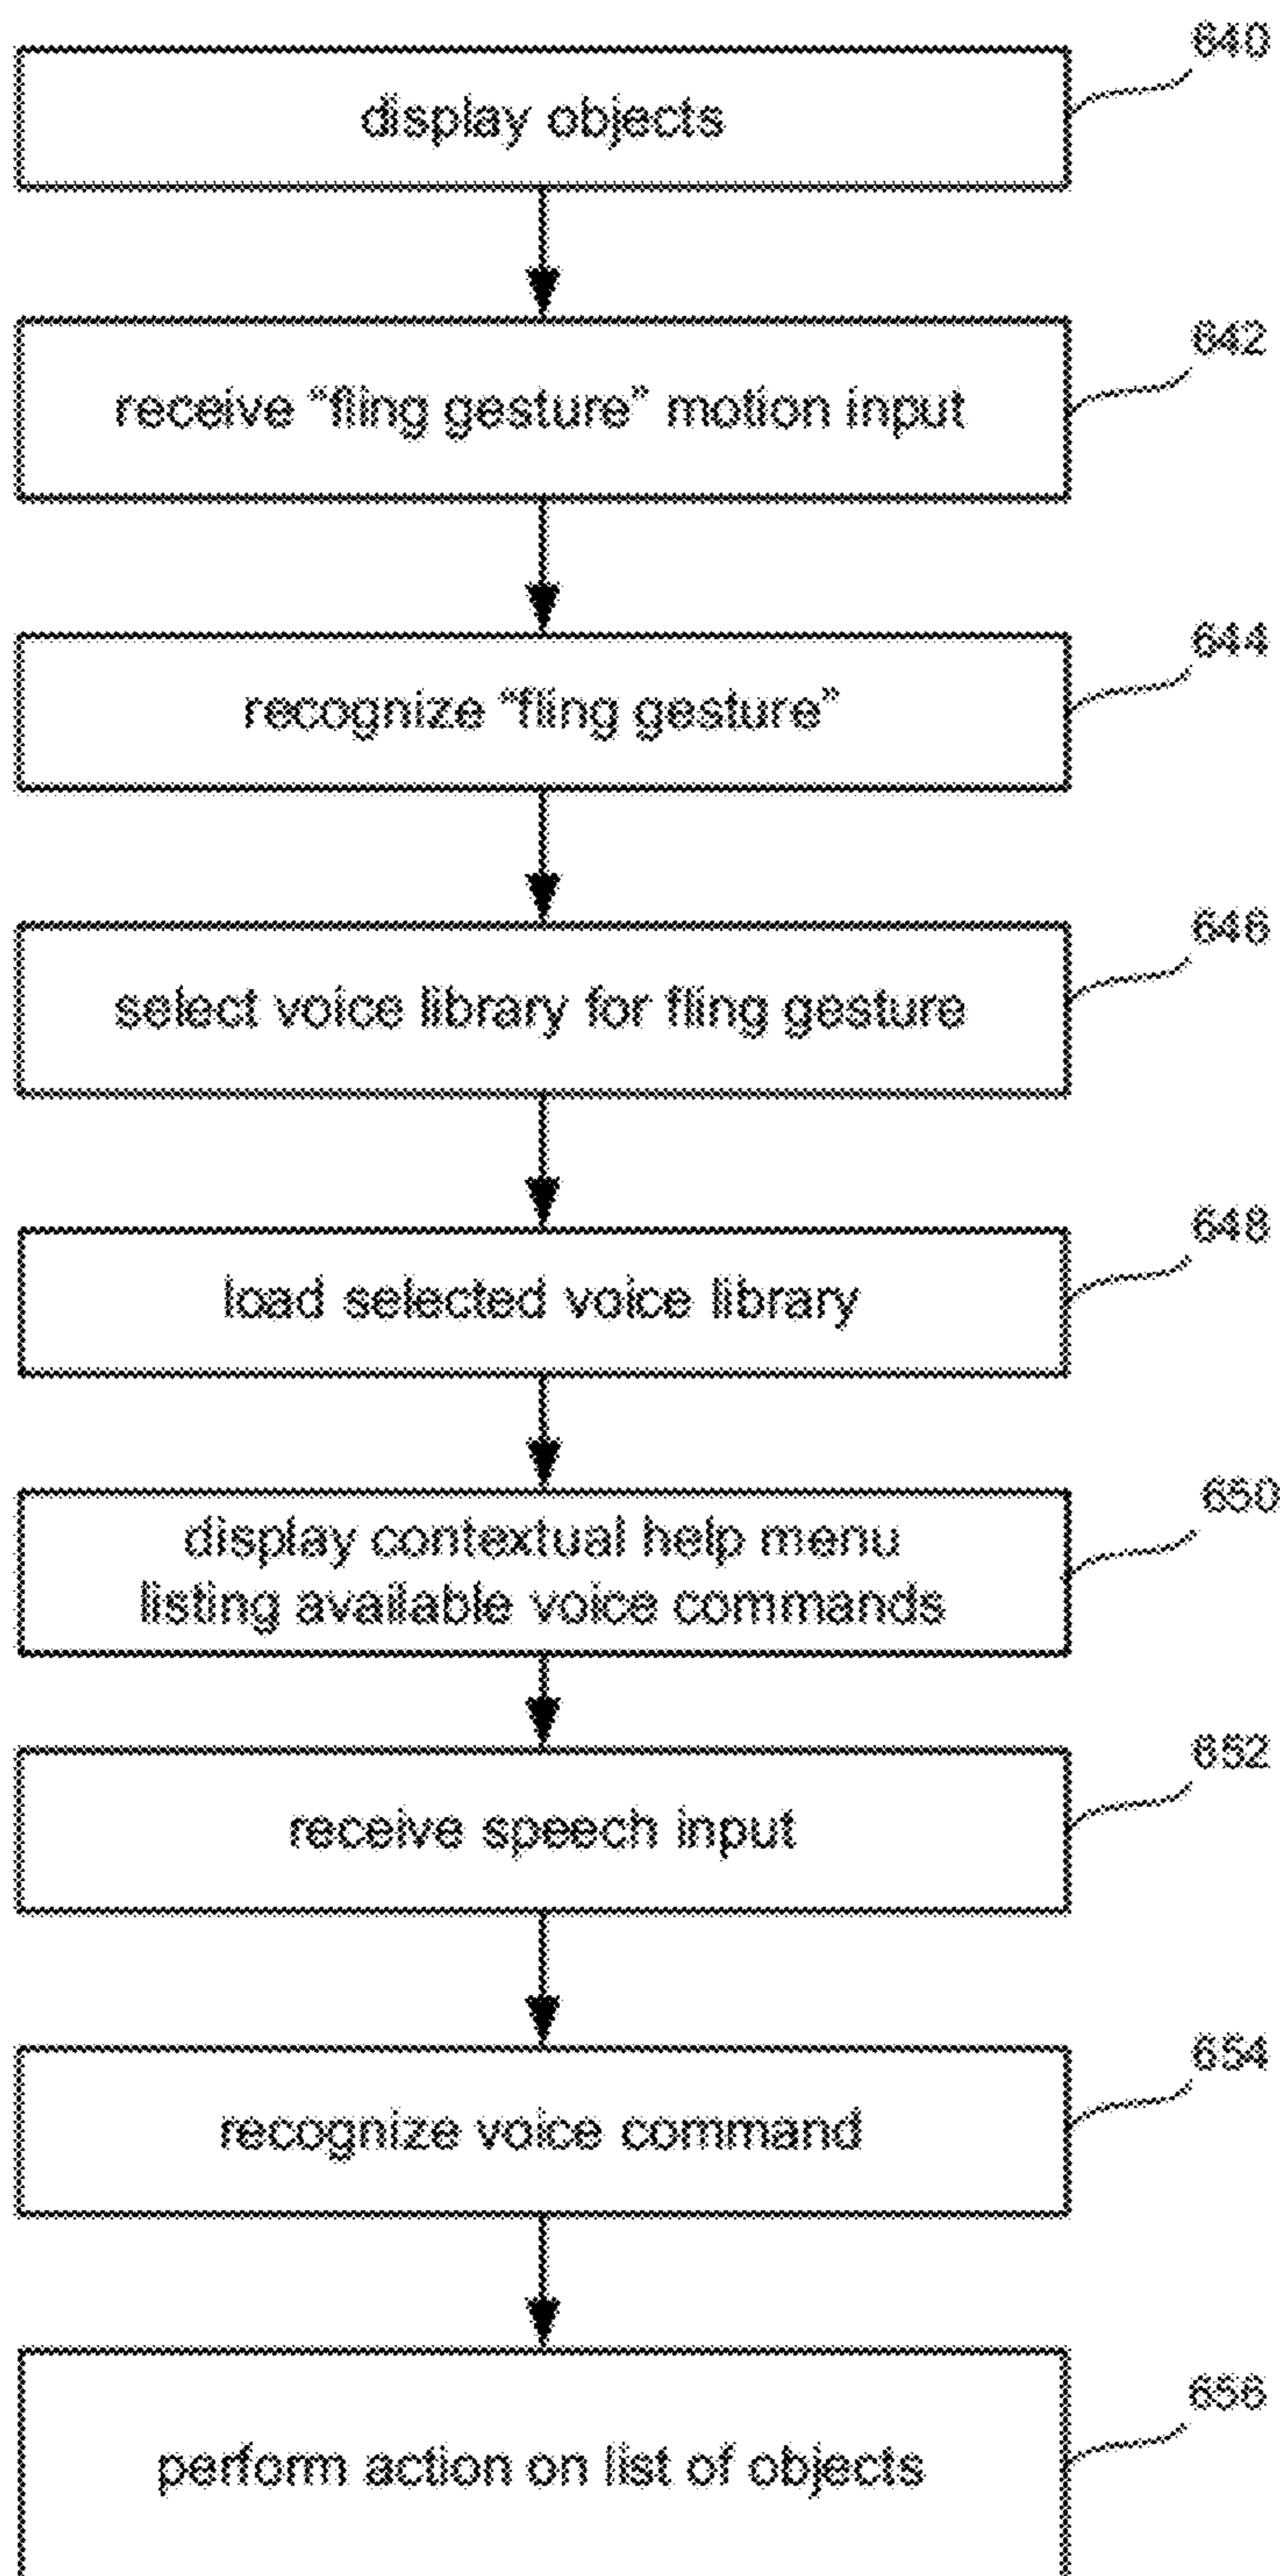 640
display objects
642
receive “fling gesture” motion input
644
recognize “fling gesture”
646
select voice library for fling gesture
648
load selected voice library
650
display contextual help menu
listing available voice commands
652
receive speech input
654
recognize voice command
656
perform action on list of objects